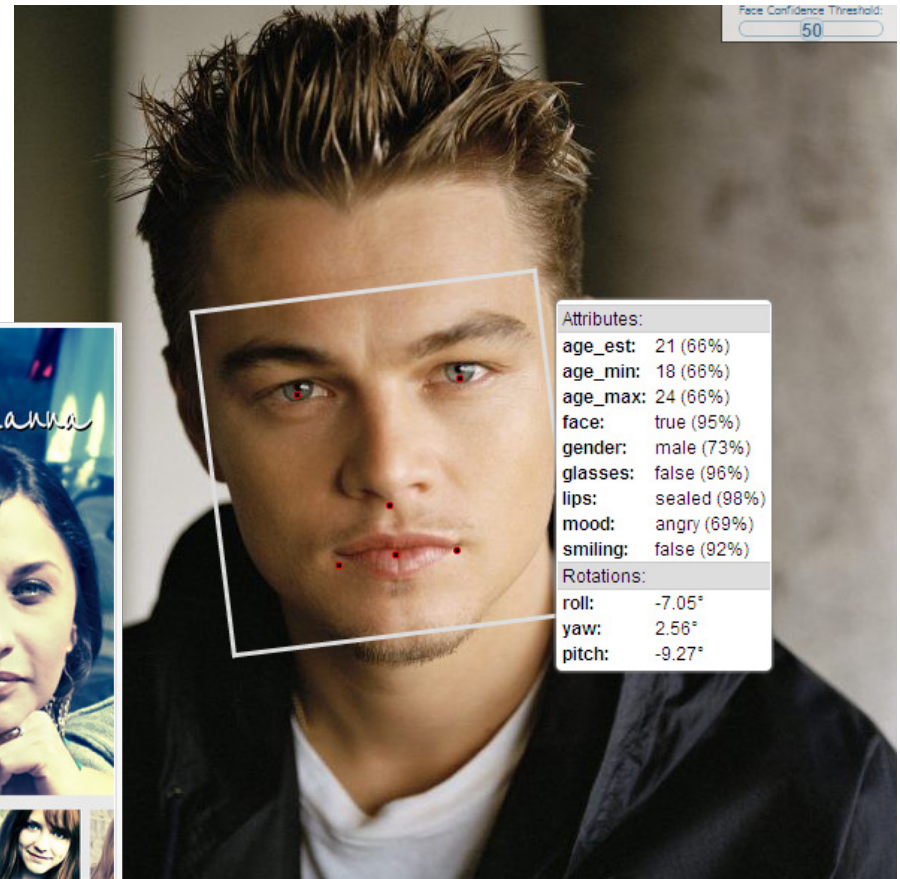 Face Confidence Threshold:
50
anna
Attributes:
age_est: 21 (66%)
age_min: 18 (66%)
age_max: 24 (66%)
face: true (95%)
gender: male (73%)
glasses: false (96%)
lips: sealed (98%)
mood: angry (69%)
smiling: false (92%)
Rotations:
roll: -7.05°
yaw: 2.56°
pitch: -9.27°